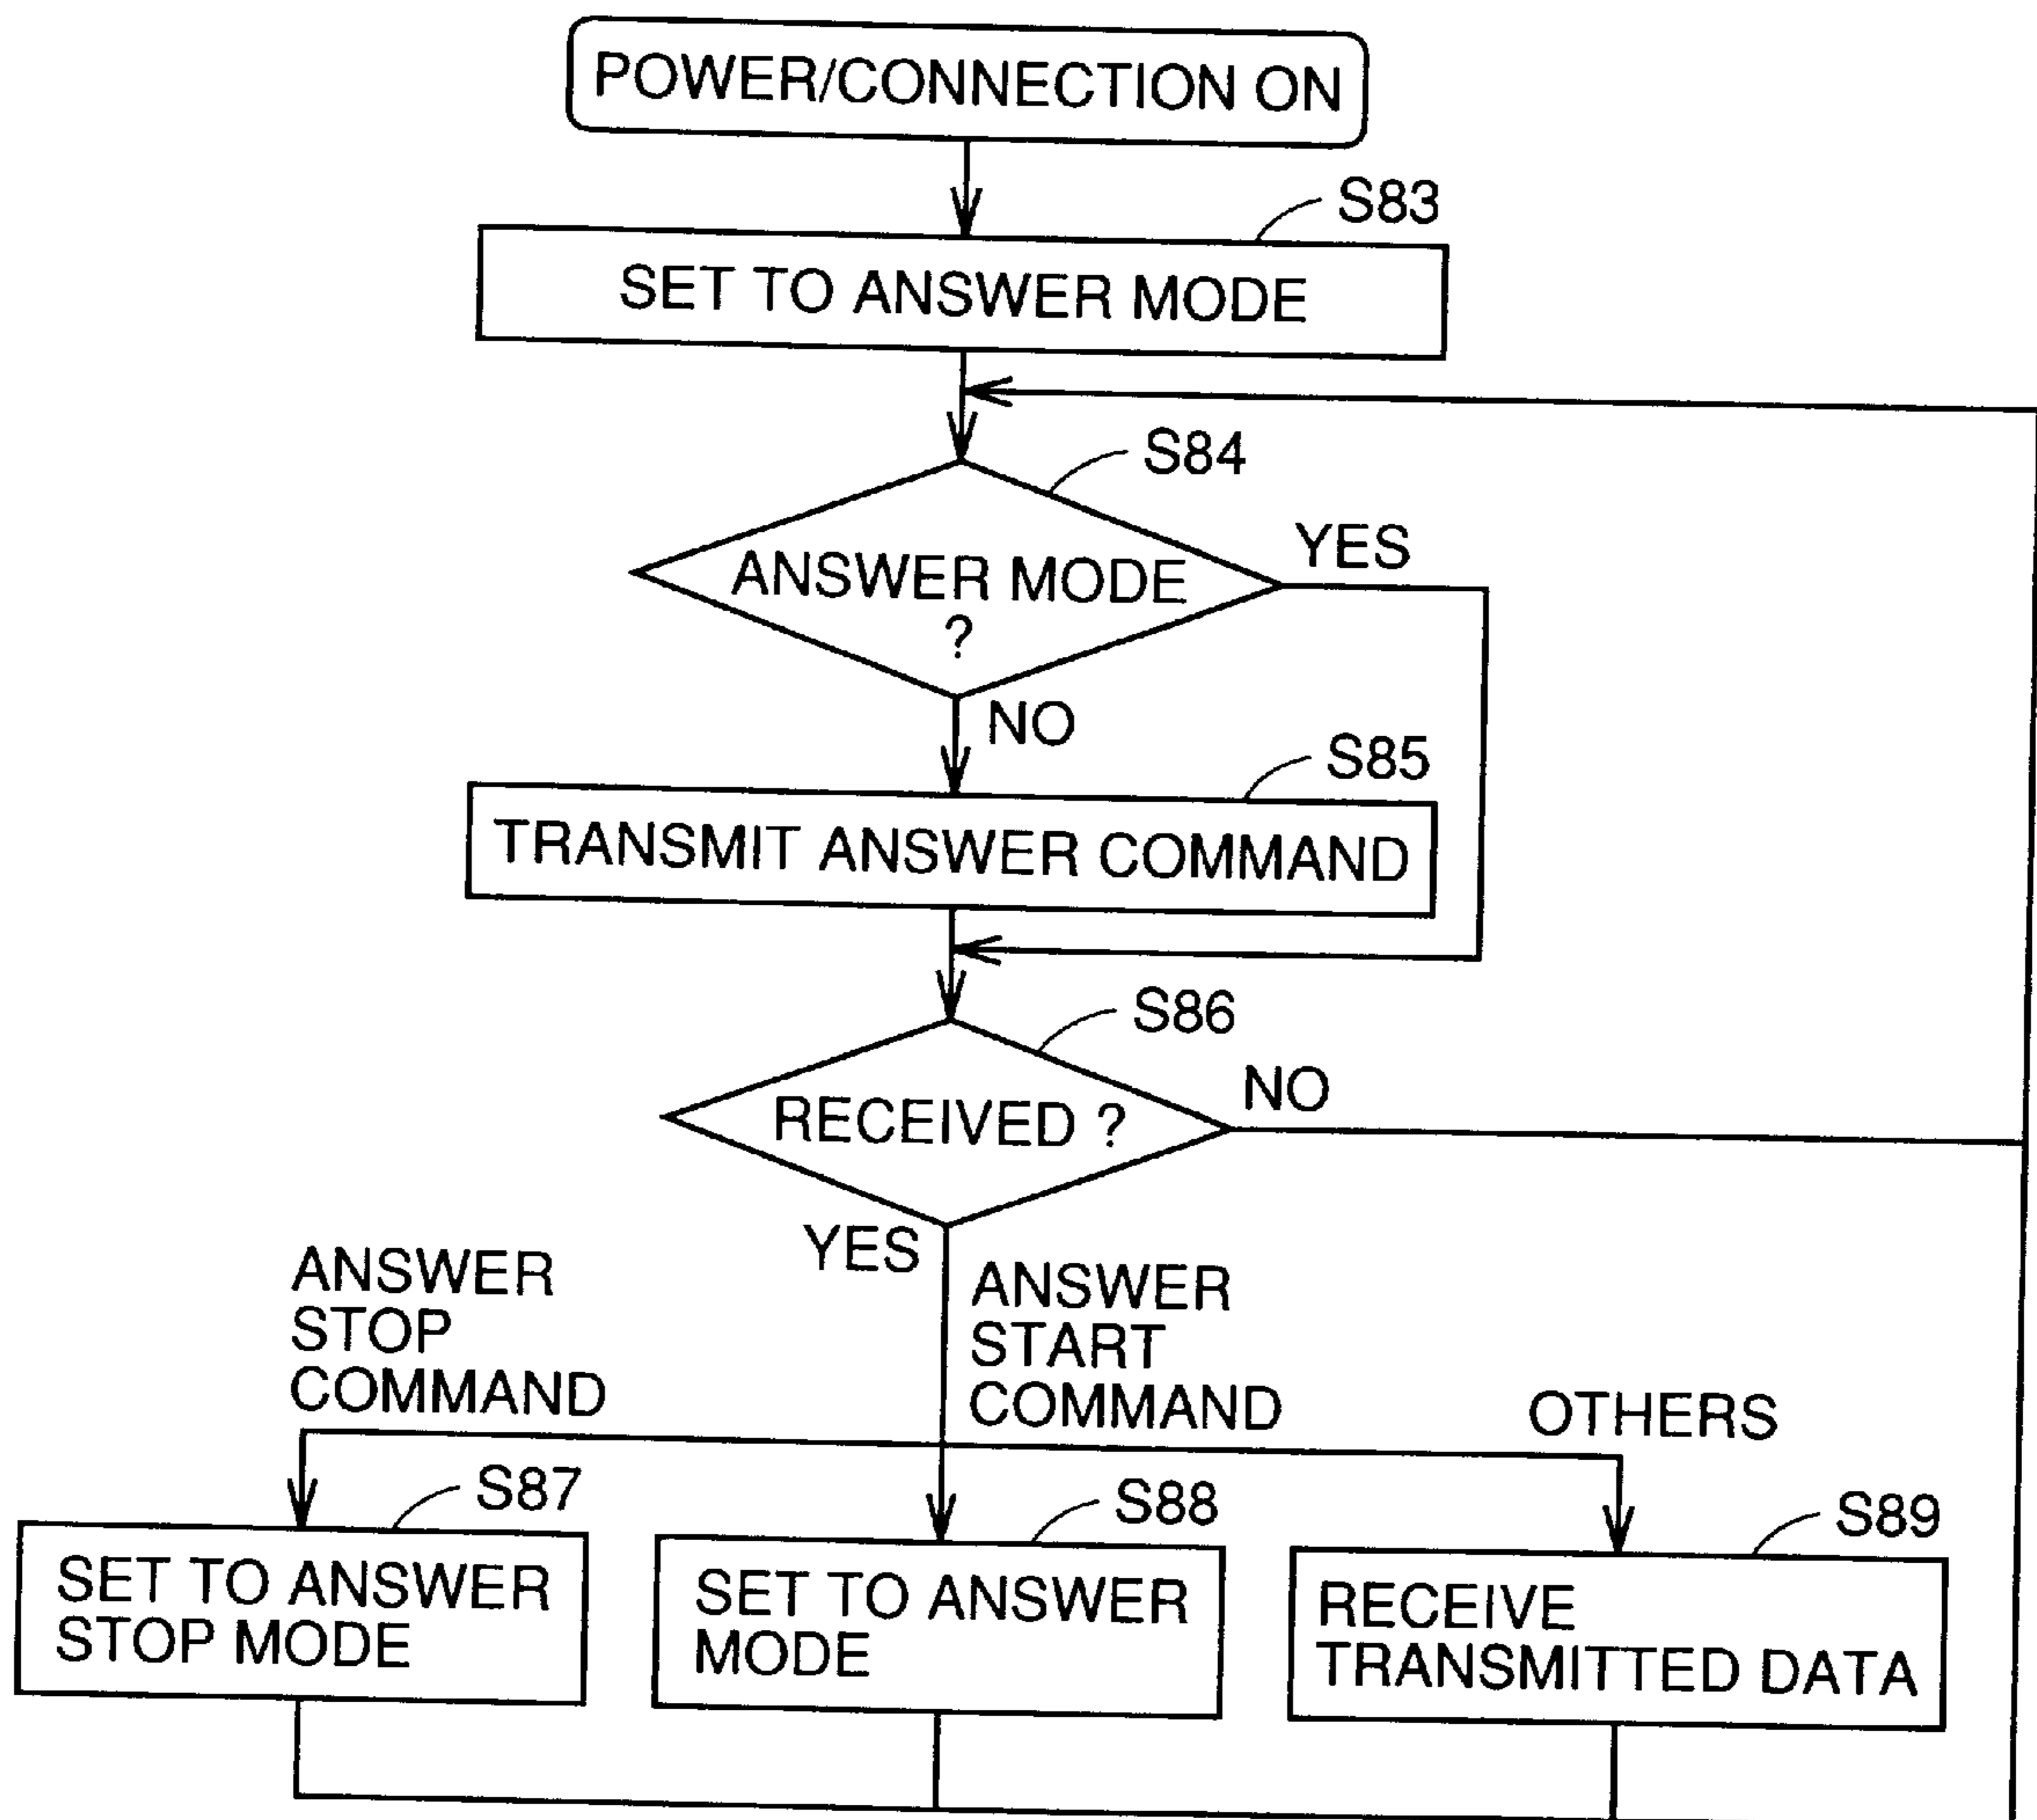 POWER/CONNECTION ON
S83
SET TO ANSWER MODE
S84
YES
ANSWER MODE
?
NO
S85
TRANSMIT ANSWER COMMAND
S86
NO
RECEIVED ?
YES
ANSWER
STOP
COMMAND
ANSWER
START
COMMAND
OTHERS
S87
S88
S89
SET TO ANSWER
STOP MODE
SET TO ANSWER
MODE
RECEIVE
TRANSMITTED DATA